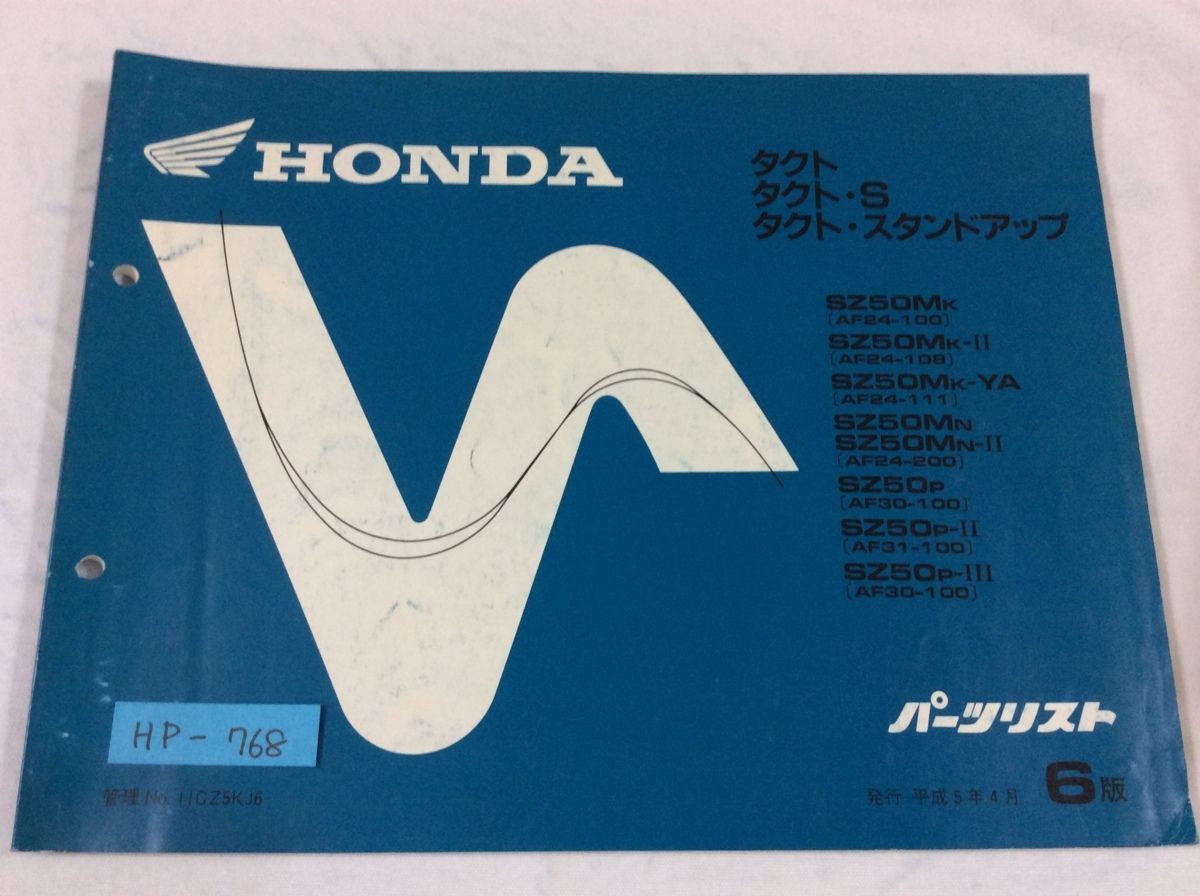 HONDA
タクト
タクト・S
タクト・スタンドアップ
SZ50MK
(AF24-100)
SZ50MK-II
(AF24-108)
SZ50MK-YA
(AF24-111)
SZ50MN
SZ50MN-II
(AF24-200)
SZ50P
(AF30-100)
SZ50P-II
(AF31-100)
SZ50P-III
(AF30-100)
パーツリスト
HP-768
管理 No. 11GZ5KJ6
発行 平成5年4月 6版